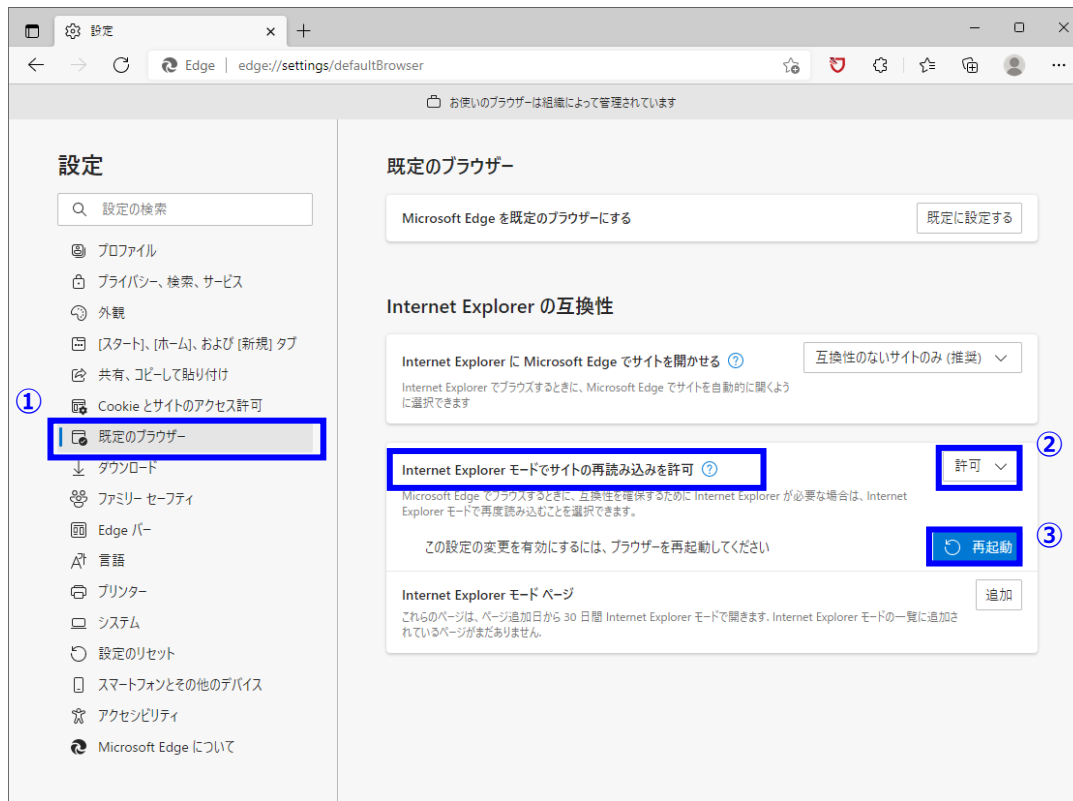 設定
Edge | edge://settings/defaultBrowser
お使いのブラウザーは組織によって管理されています
設定
設定の検索
プロファイル
プライバシー、検索、サービス
外観
[スタート]、[ホーム]、および [新規] タブ
共有、コピーして貼り付け
①
Cookie とサイトのアクセス許可
既定のブラウザー
ダウンロード
ファミリー セーフティ
Edge バー
言語
プリンター
システム
設定のリセット
スマートフォンとその他のデバイス
アクセシビリティ
Microsoft Edge について
既定のブラウザー
Microsoft Edge を既定のブラウザーにする
既定に設定する
Internet Explorer の互換性
Internet Explorer に Microsoft Edge でサイトを開かせる ?
互換性のないサイトのみ (推奨)
Internet Explorer でブラウズするときに、Microsoft Edge でサイトを自動的に開くよう
に選択できます
②
Internet Explorer モードでサイトの再読み込みを許可 ?
許可
Microsoft Edge でブラウズするときに、互換性を確保するために Internet Explorer が必要な場合は、Internet
Explorer モードで再度読み込むことを選択できます。
③
この設定の変更を有効にするには、ブラウザーを再起動してください
再起動
Internet Explorer モード ページ
追加
これらのページは、ページ追加日から 30 日間 Internet Explorer モードで開きます. Internet Explorer モードの一覧に追加さ
れているページがまだありません.